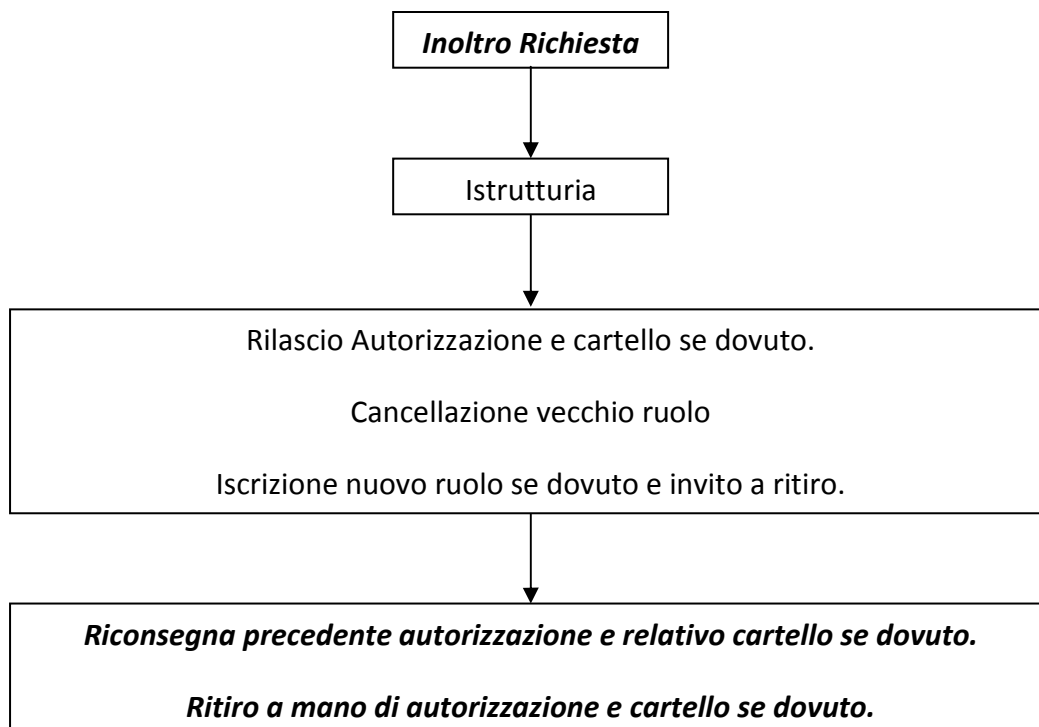 Inoltro Richiesta
Istrutturia
Rilascio Autorizzazione e cartello se dovuto.
Cancellazione vecchio ruolo
Iscrizione nuovo ruolo se dovuto e invito a ritiro.
Riconsegna precedente autorizzazione e relativo cartello se dovuto.
Ritiro a mano di autorizzazione e cartello se dovuto.